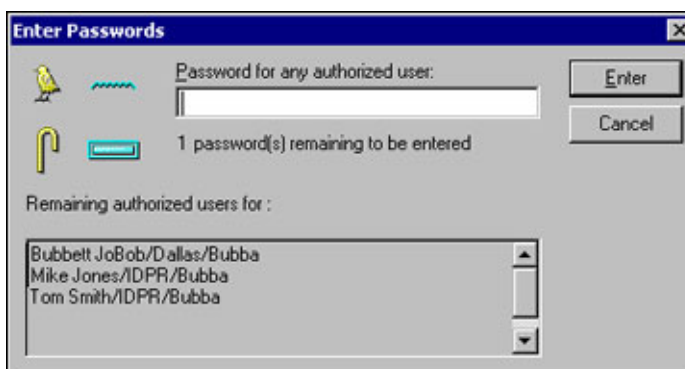 Enter Passwords
Password for any authorized user:
Enter
1 password(s) remaining to be entered
Cancel
Remaining authorized users for :
Bubbett JoBob/Dallas/Bubba
Mike Jones/IDPR/Bubba
Tom Smith/IDPR/Bubba